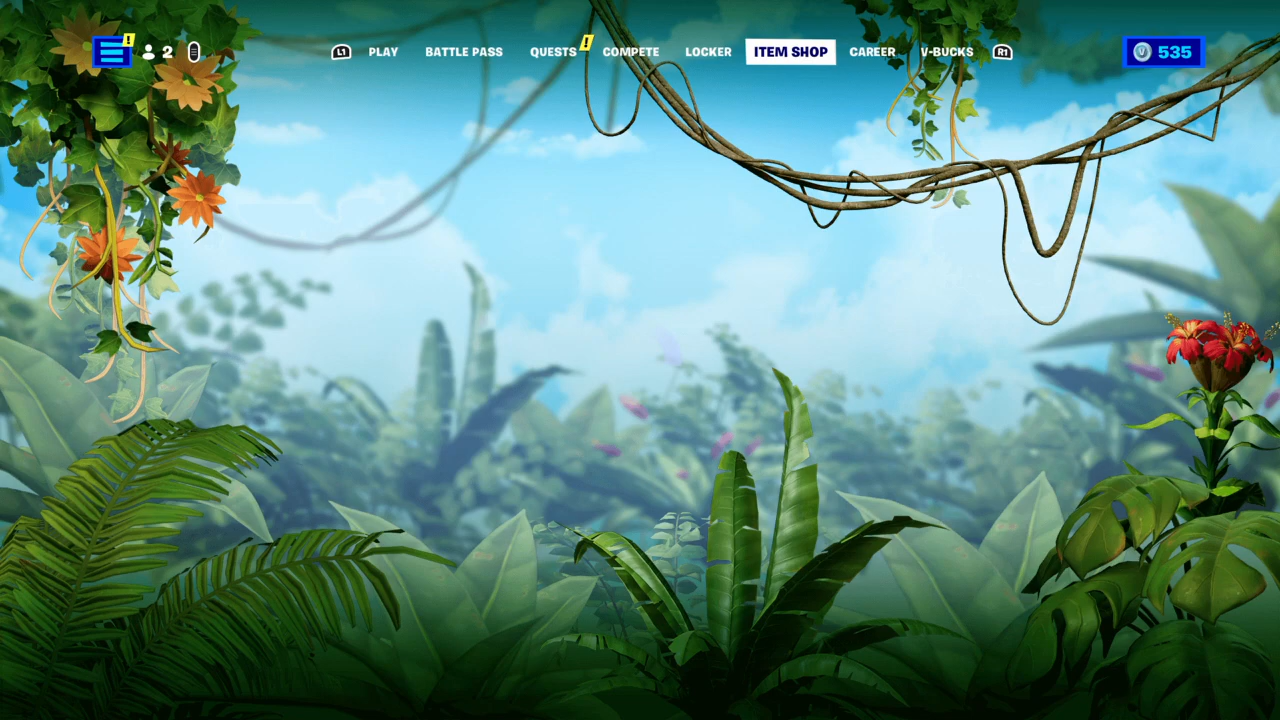 ! 2 L1 PLAY BATTLE PASS QUESTS ! COMPETE LOCKER ITEM SHOP CAREER V-BUCKS R1 V 535